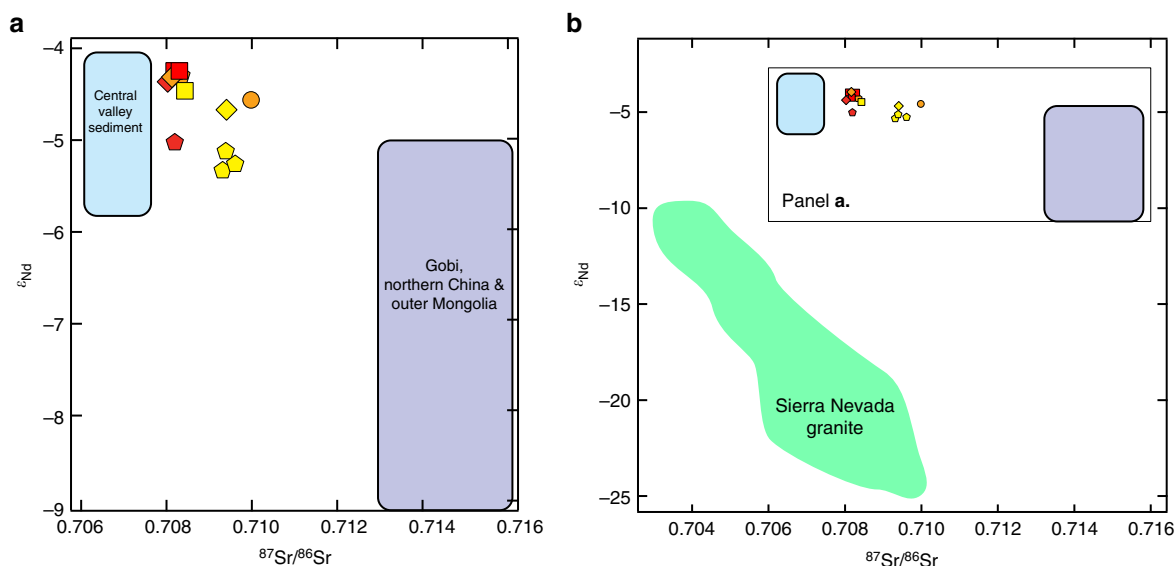 a
–4
–5
–6
–7
–8
–9
εNd
Central
valley
sediment
Gobi,
northern China &
outer Mongolia
0.706
0.708
0.710
0.712
0.714
0.716
⁸⁷Sr/⁸⁶Sr
b
–5
–10
–15
–20
–25
εNd
Panel a.
Sierra Nevada
granite
0.704
0.706
0.708
0.710
0.712
0.714
0.716
⁸⁷Sr/⁸⁶Sr